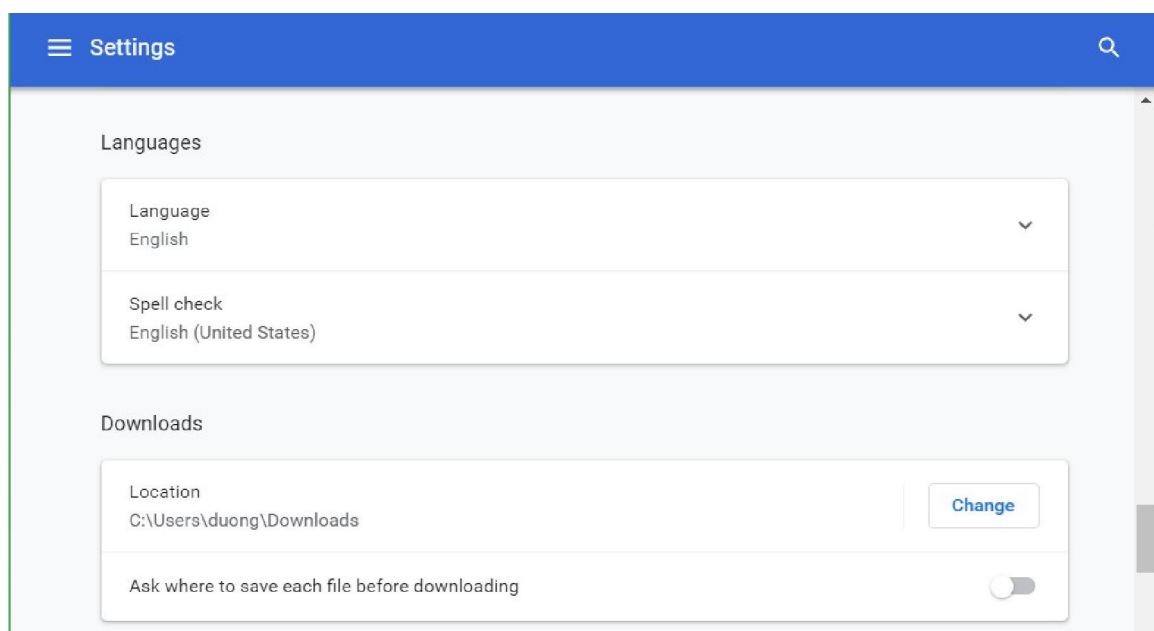 Settings
Languages
Language
English
Spell check
English (United States)
Downloads
Location
C:\Users\duong\Downloads
Change
Ask where to save each file before downloading